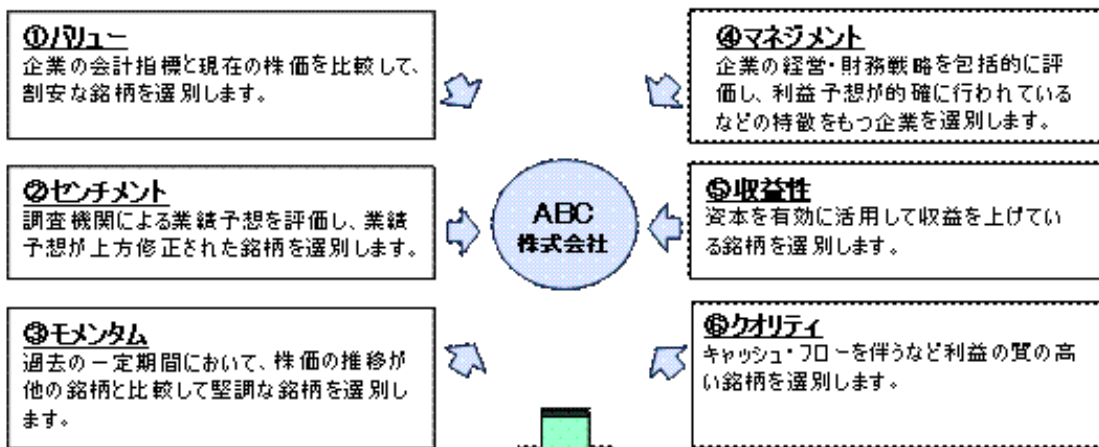 ①バリュー
企業の会計指標と現在の株価を比較して、
割安な銘柄を選別します。
②センチメント
調査機関による業績予想を評価し、業績
予想が上方修正された銘柄を選別します。
③モメンタム
過去の一定期間において、株価の推移が
他の銘柄と比較して堅調な銘柄を選別し
ます。
ABC
株式会社
④マネジメント
企業の経営・財務戦略を包括的に評
価し、利益予想が的確に行われている
などの特徴をもつ企業を選別します。
⑤収益性
資本を有効に活用して収益を上げてい
る銘柄を選別します。
⑥クオリティ
キャッシュ・フローを伴うなど利益の質の高
い銘柄を選別します。